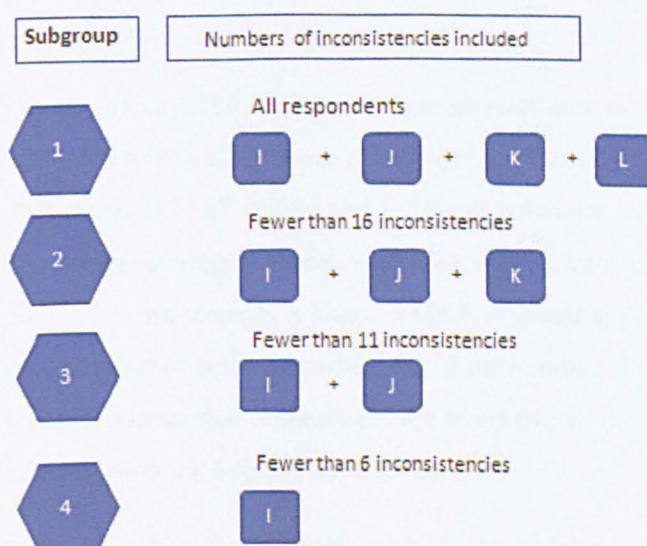 Subgroup Numbers of inconsistencies included
All respondents
1 I + J + K + L
Fewer than 16 inconsistencies
2 I + J + K
Fewer than 11 inconsistencies
3 I + J
Fewer than 6 inconsistencies
4 I